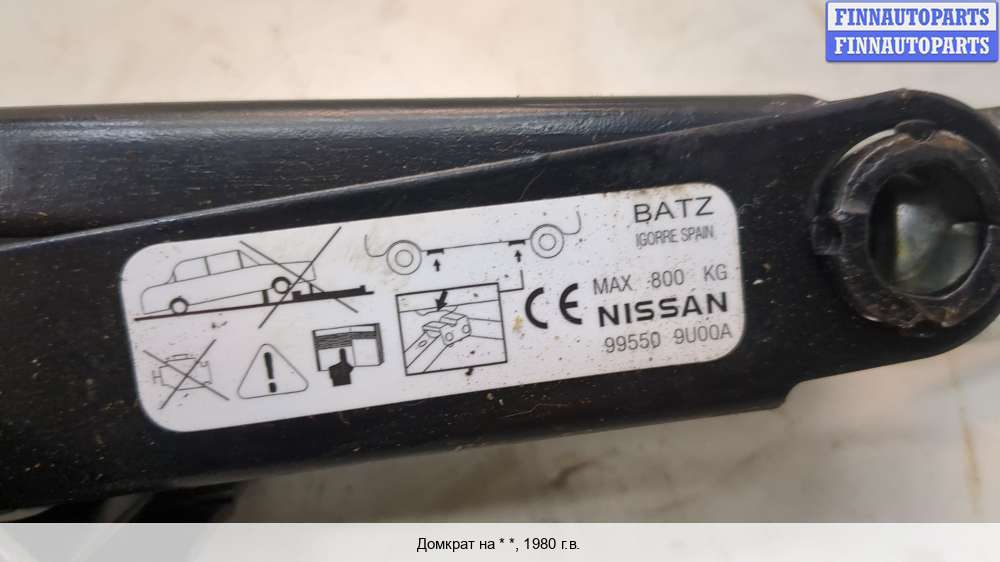 FINNAUTOPARTS
FINNAUTOPARTS
BATZ
IGORRE SPAIN
MAX 800 KG
CE
NISSAN
99550 9U00A
Домкрат на * *, 1980 г.в.